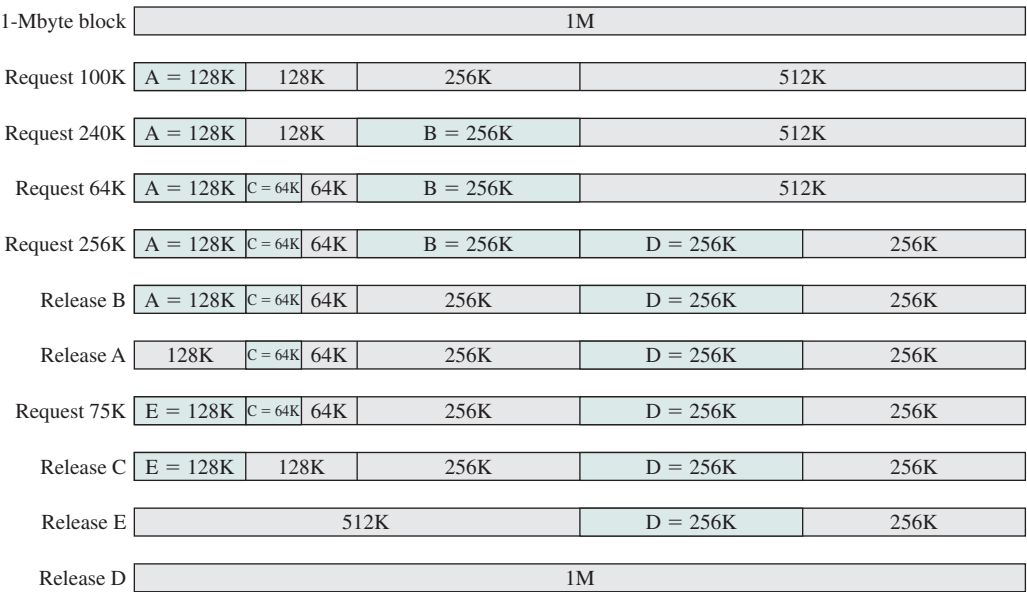 1-Mbyte block 1M
Request 100K A = 128K 128K 256K 512K
Request 240K A = 128K 128K B = 256K 512K
Request 64K A = 128K C = 64K 64K B = 256K 512K
Request 256K A = 128K C = 64K 64K B = 256K D = 256K 256K
Release B A = 128K C = 64K 64K 256K D = 256K 256K
Release A 128K C = 64K 64K 256K D = 256K 256K
Request 75K E = 128K C = 64K 64K 256K D = 256K 256K
Release C E = 128K 128K 256K D = 256K 256K
Release E 512K D = 256K 256K
Release D 1M